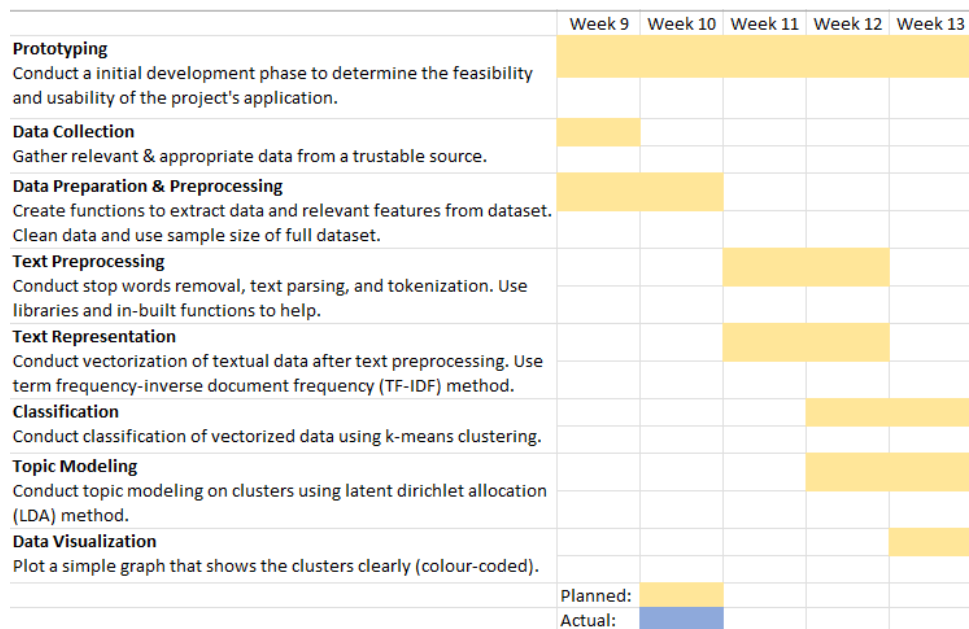 Week 9 Week 10 Week 11 Week 12 Week 13
Prototyping
Conduct a initial development phase to determine the feasibility
and usability of the project's application.
Data Collection
Gather relevant & appropriate data from a trustable source.
Data Preparation & Preprocessing
Create functions to extract data and relevant features from dataset.
Clean data and use sample size of full dataset.
Text Preprocessing
Conduct stop words removal, text parsing, and tokenization. Use
libraries and in-built functions to help.
Text Representation
Conduct vectorization of textual data after text preprocessing. Use
term frequency-inverse document frequency (TF-IDF) method.
Classification
Conduct classification of vectorized data using k-means clustering.
Topic Modeling
Conduct topic modeling on clusters using latent dirichlet allocation
(LDA) method.
Data Visualization
Plot a simple graph that shows the clusters clearly (colour-coded).
Planned:
Actual: